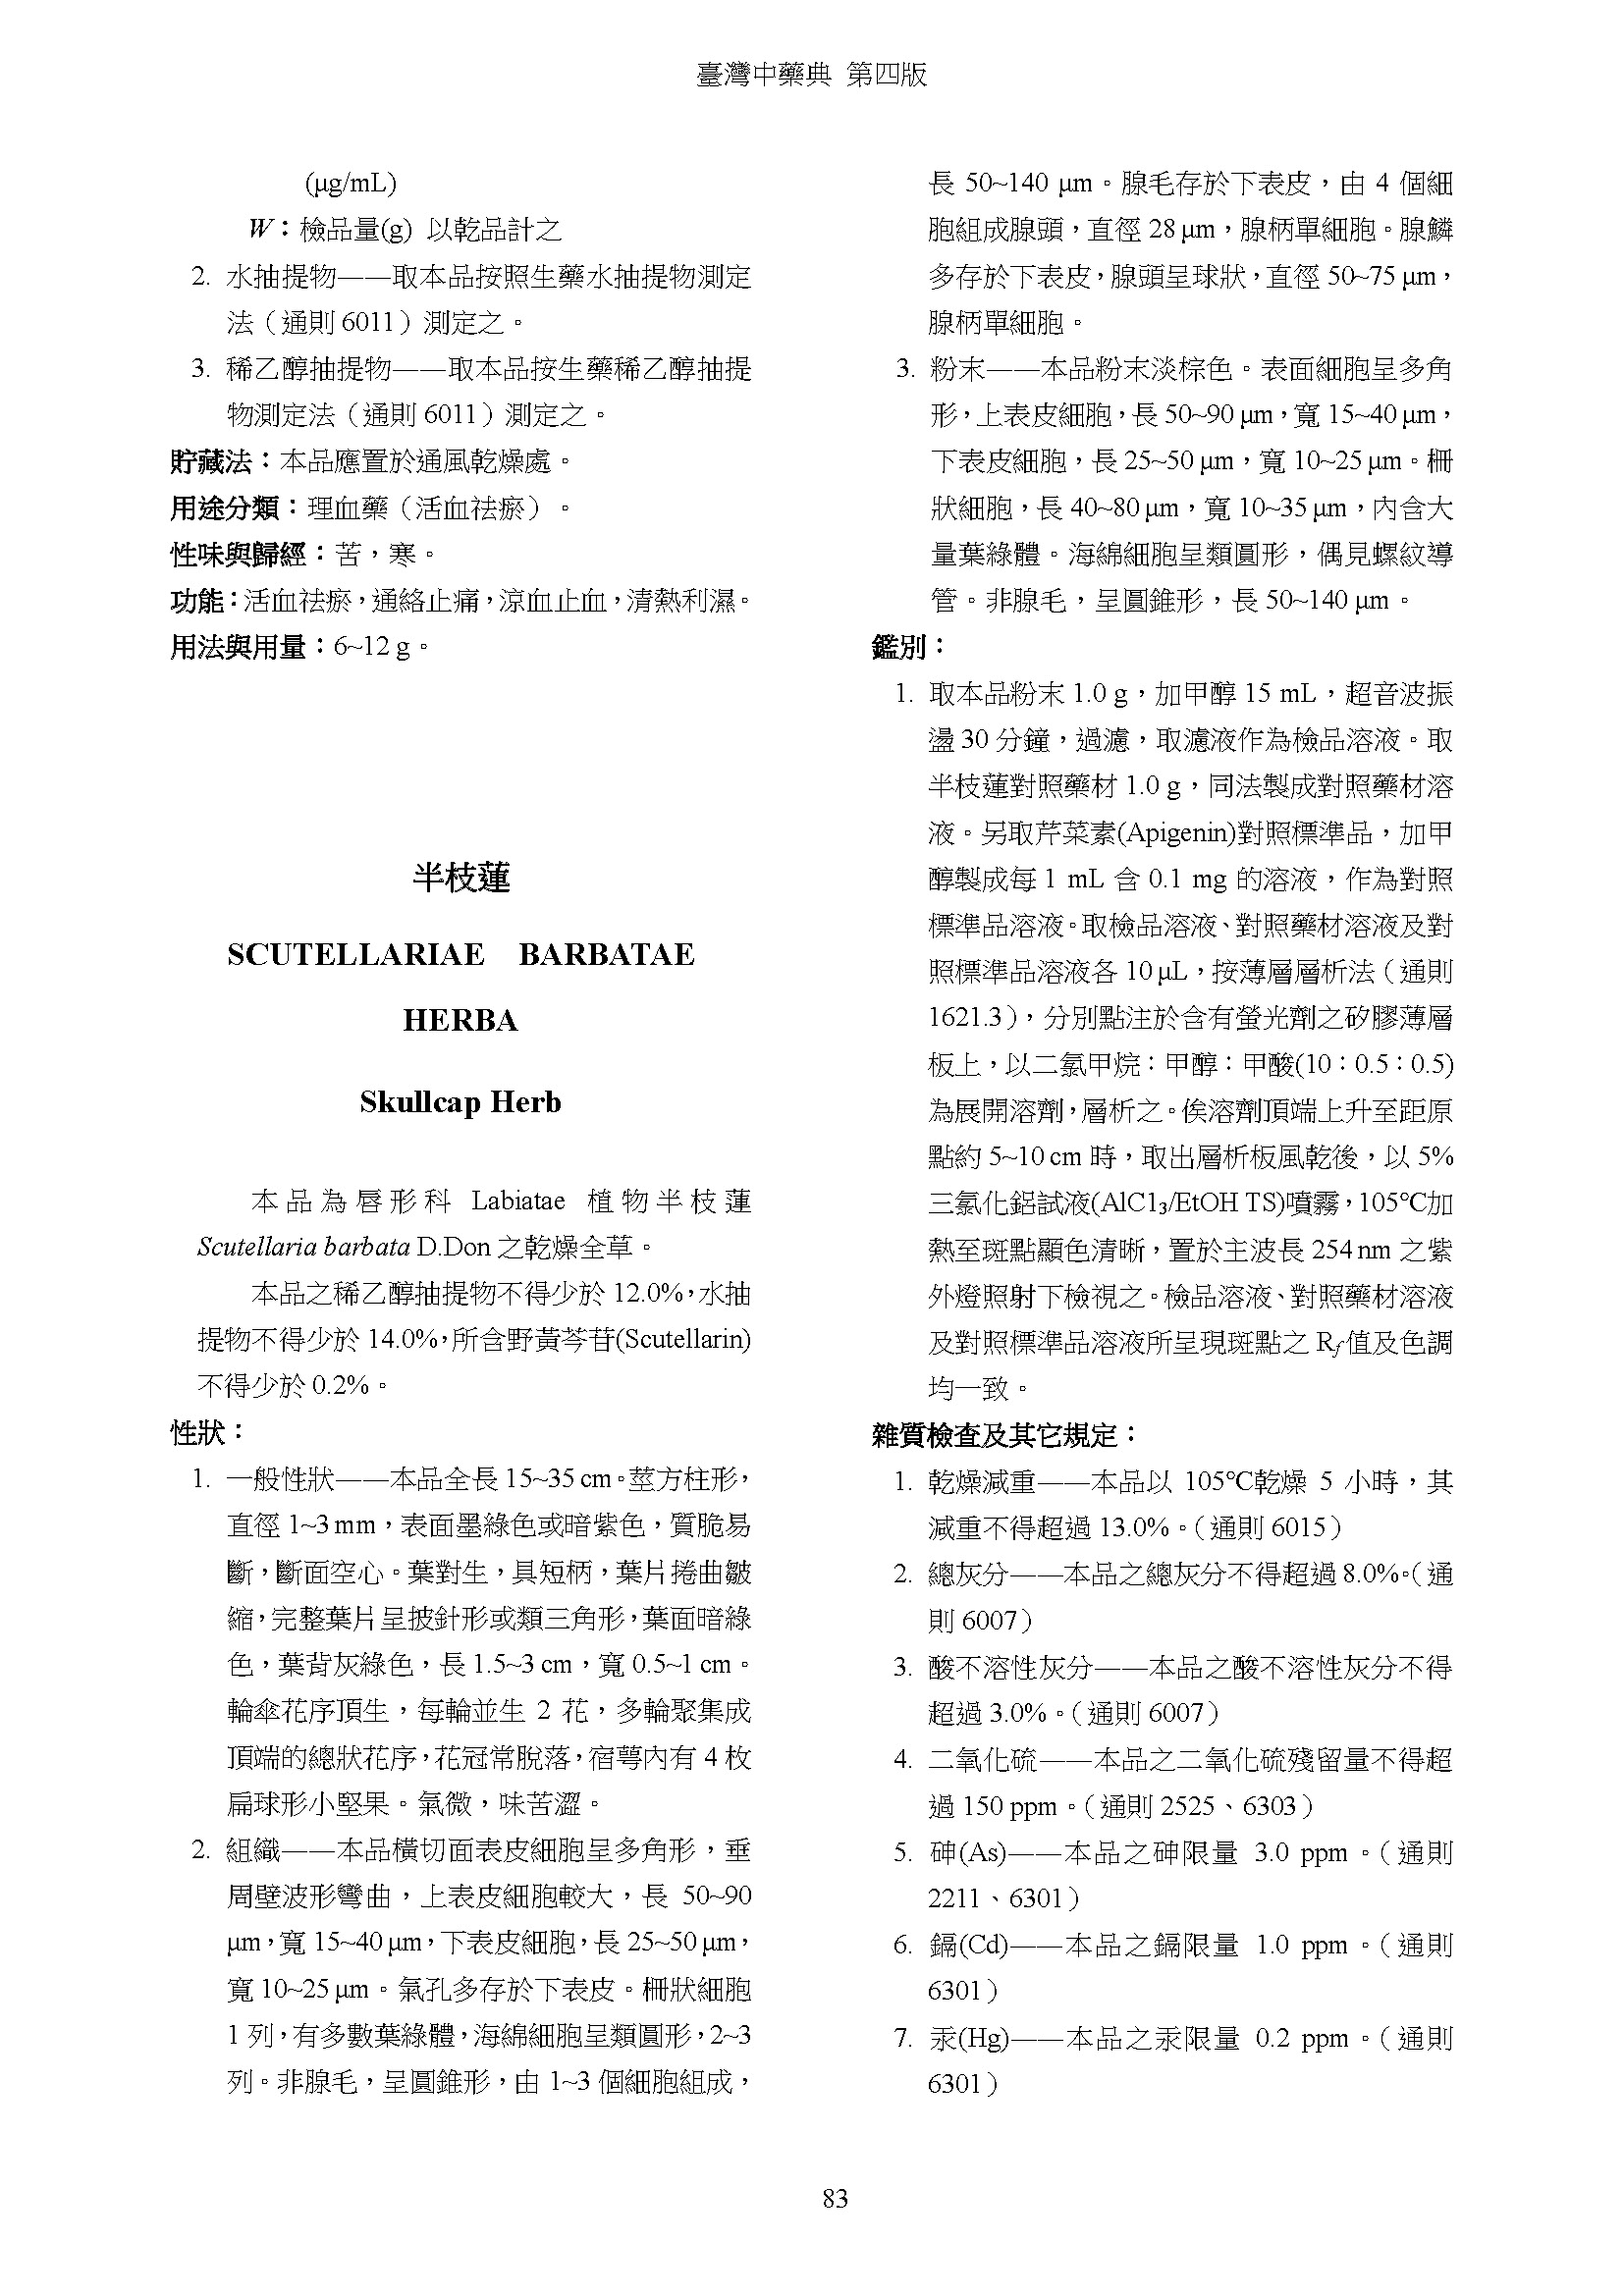 臺灣中藥典 第四版
(μg/mL)
W：檢品量(g) 以乾品計之
2. 水抽提物——取本品按照生藥水抽提物測定
法（通則 6011）測定之。
3. 稀乙醇抽提物——取本品按生藥稀乙醇抽提
物測定法（通則 6011）測定之。
貯藏法：本品應置於通風乾燥處。
用途分類：理血藥（活血祛瘀）。
性味與歸經：苦，寒。
功能：活血祛瘀，通絡止痛，涼血止血，清熱利濕。
用法與用量：6~12 g。
半枝蓮
SCUTELLARIAE BARBATAE
HERBA
Skullcap Herb
本品為唇形科 Labiatae 植物半枝蓮
Scutellaria barbata D.Don 之乾燥全草。
本品之稀乙醇抽提物不得少於 12.0%，水抽
提物不得少於 14.0%，所含野黃芩苷(Scutellarin)
不得少於 0.2%。
性狀：
1. 一般性狀——本品全長 15~35 cm。莖方柱形，
直徑 1~3 mm，表面墨綠色或暗紫色，質脆易
斷，斷面空心。葉對生，具短柄，葉片捲曲皺
縮，完整葉片呈披針形或類三角形，葉面暗綠
色，葉背灰綠色，長 1.5~3 cm，寬 0.5~1 cm。
輪傘花序頂生，每輪並生 2 花，多輪聚集成
頂端的總狀花序，花冠常脫落，宿萼內有 4 枚
扁球形小堅果。氣微，味苦澀。
2. 組織——本品橫切面表皮細胞呈多角形，垂
周壁波形彎曲，上表皮細胞較大，長 50~90
μm，寬 15~40 μm，下表皮細胞，長 25~50 μm，
寬 10~25 μm。氣孔多存於下表皮。柵狀細胞
1 列，有多數葉綠體，海綿細胞呈類圓形，2~3
列。非腺毛，呈圓錐形，由 1~3 個細胞組成，
長 50~140 μm。腺毛存於下表皮，由 4 個細
胞組成腺頭，直徑 28 μm，腺柄單細胞。腺鱗
多存於下表皮，腺頭呈球狀，直徑 50~75 μm，
腺柄單細胞。
3. 粉末——本品粉末淡棕色。表面細胞呈多角
形，上表皮細胞，長 50~90 μm，寬 15~40 μm，
下表皮細胞，長 25~50 μm，寬 10~25 μm。柵
狀細胞，長 40~80 μm，寬 10~35 μm，內含大
量葉綠體。海綿細胞呈類圓形，偶見螺紋導
管。非腺毛，呈圓錐形，長 50~140 μm。
鑑別：
1. 取本品粉末 1.0 g，加甲醇 15 mL，超音波振
盪 30 分鐘，過濾，取濾液作為檢品溶液。取
半枝蓮對照藥材 1.0 g，同法製成對照藥材溶
液。另取芹菜素(Apigenin)對照標準品，加甲
醇製成每 1 mL 含 0.1 mg 的溶液，作為對照
標準品溶液。取檢品溶液、對照藥材溶液及對
照標準品溶液各 10 μL，按薄層層析法（通則
1621.3），分別點注於含有螢光劑之矽膠薄層
板上，以二氯甲烷：甲醇：甲酸(10：0.5：0.5)
為展開溶劑，層析之。俟溶劑頂端上升至距原
點約 5~10 cm 時，取出層析板風乾後，以 5%
三氯化鋁試液(AlCl₃/EtOH TS)噴霧，105℃加
熱至斑點顯色清晰，置於主波長 254 nm 之紫
外燈照射下檢視之。檢品溶液、對照藥材溶液
及對照標準品溶液所呈現斑點之 Rf 值及色調
均一致。
雜質檢查及其它規定：
1. 乾燥減重——本品以 105℃乾燥 5 小時，其
減重不得超過 13.0%。（通則 6015）
2. 總灰分——本品之總灰分不得超過 8.0%。（通
則 6007）
3. 酸不溶性灰分——本品之酸不溶性灰分不得
超過 3.0%。（通則 6007）
4. 二氧化硫——本品之二氧化硫殘留量不得超
過 150 ppm。（通則 2525、6303）
5. 砷(As)——本品之砷限量 3.0 ppm。（通則
2211、6301）
6. 鎘(Cd)——本品之鎘限量 1.0 ppm。（通則
6301）
7. 汞(Hg)——本品之汞限量 0.2 ppm。（通則
6301）
83